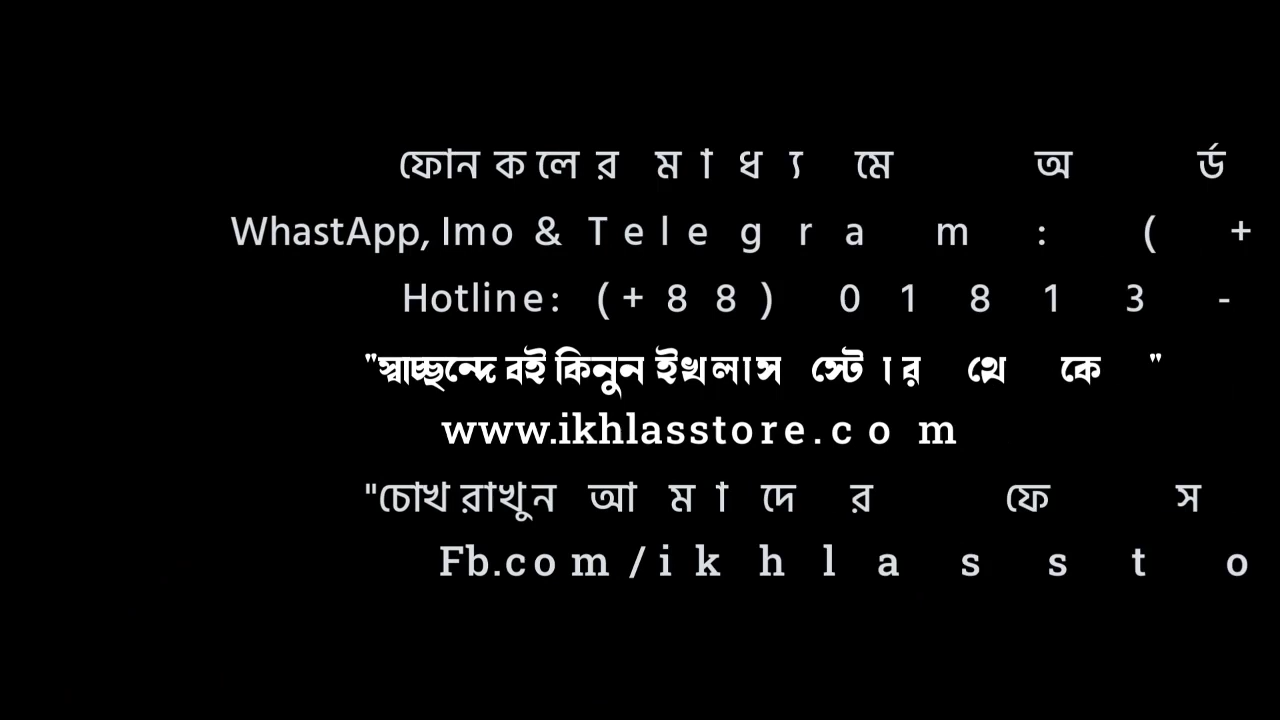 ফোন কলের মাধ্যমে অর্ড
WhastApp, Imo & Telegram: (+
Hotline: (+88) 01813-
"স্বাচ্ছন্দে বই কিনুন ইখলাস স্টোর থেকে"
www.ikhlasstore.com
"চোখ রাখুন আমাদের ফেস
Fb.com/ikhlassto